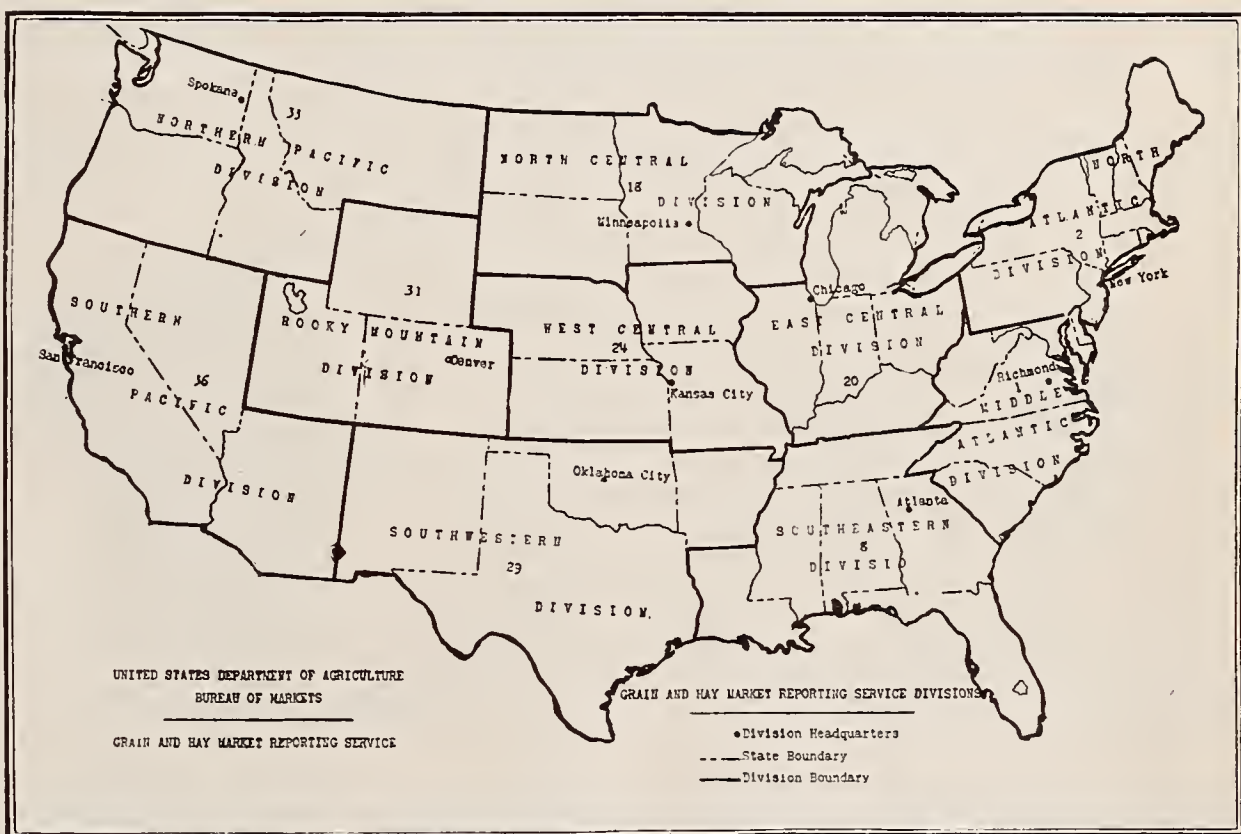 Spokane
33
NORTHERN PACIFIC
DIVISION
NORTH CENTRAL
18
DIVISION
Minneapolis
NORTH
ATLANTIC
2
DIVISION
New York
31
ROCKY MOUNTAIN
Denver
DIVISION
SOUTHERN
San Francisco
36
PACIFIC
DIVISION
WEST CENTRAL
24
DIVISION
Kansas City
Chicago
EAST CENTRAL
DIVISION
20
Richmond
1
MIDDLE
ATLANTIC
DIVISION
Oklahoma City
SOUTHWESTERN
29
DIVISION.
Atlanta
SOUTHEASTERN
8
DIVISIO
UNITED STATES DEPARTMENT OF AGRICULTURE
BUREAU OF MARKETS
GRAIN AND HAY MARKET REPORTING SERVICE
GRAIN AND HAY MARKET REPORTING SERVICE DIVISIONS
Division Headquarters
State Boundary
Division Boundary